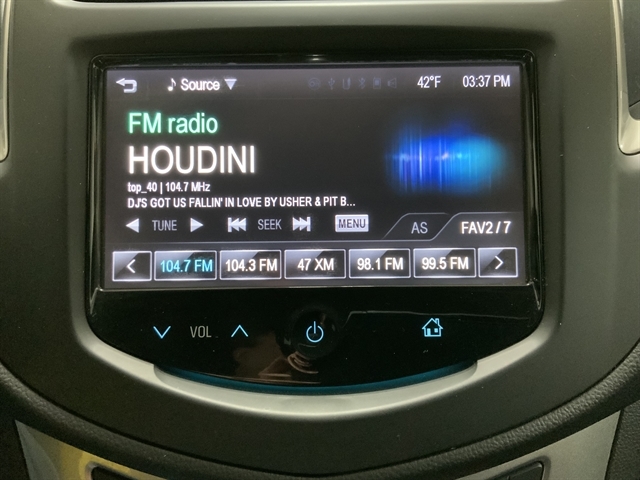 Source 42°F 03:37 PM
FM radio
HOUDINI
top_40 | 104.7 MHz
DJ'S GOT US FALLIN' IN LOVE BY USHER & PIT B...
TUNE SEEK MENU AS FAV2 / 7
104.7 FM 104.3 FM 47 XM 98.1 FM 99.5 FM
VOL